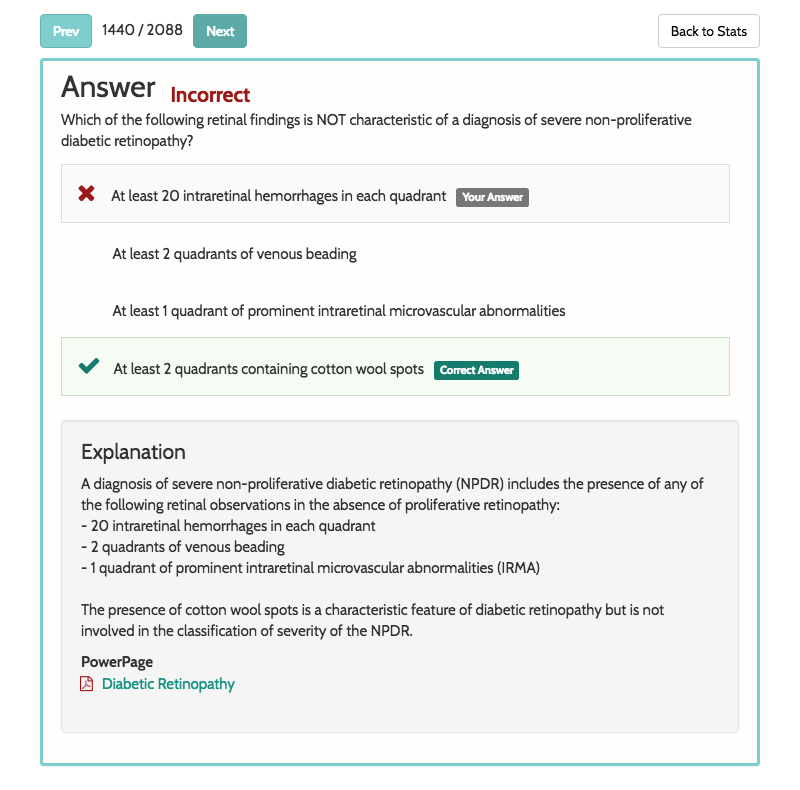 Prev 1440 / 2088 Next Back to Stats
Answer Incorrect
Which of the following retinal findings is NOT characteristic of a diagnosis of severe non-proliferative
diabetic retinopathy?
At least 20 intraretinal hemorrhages in each quadrant Your Answer
At least 2 quadrants of venous beading
At least 1 quadrant of prominent intraretinal microvascular abnormalities
At least 2 quadrants containing cotton wool spots Correct Answer
Explanation
A diagnosis of severe non-proliferative diabetic retinopathy (NPDR) includes the presence of any of
the following retinal observations in the absence of proliferative retinopathy:
- 20 intraretinal hemorrhages in each quadrant
- 2 quadrants of venous beading
- 1 quadrant of prominent intraretinal microvascular abnormalities (IRMA)
The presence of cotton wool spots is a characteristic feature of diabetic retinopathy but is not
involved in the classification of severity of the NPDR.
PowerPage
Diabetic Retinopathy